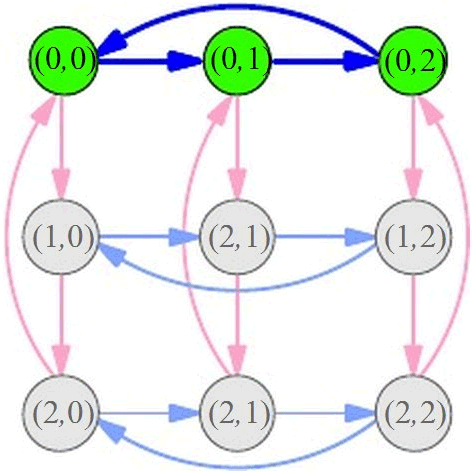 (0,0) (0,1) (0,2)
(1,0) (2,1) (1,2)
(2,0) (2,1) (2,2)